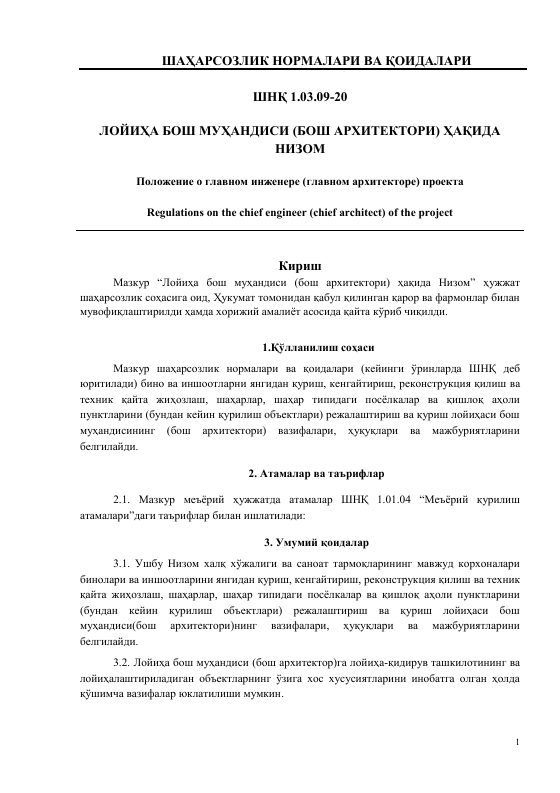 ШАҲАРСОЗЛИК НОРМАЛАРИ ВА ҚОИДАЛАРИ
ШНҚ 1.03.09-20
ЛОЙИҲА БОШ МУҲАНДИСИ (БОШ АРХИТЕКТОРИ) ҲАҚИДА
НИЗОМ
Положение о главном инженере (главном архитекторе) проекта
Regulations on the chief engineer (chief architect) of the project
Кириш
Мазкур “Лойиҳа бош муҳандиси (бош архитектори) ҳақида Низом” ҳужжат
шаҳарсозлик соҳасига оид, Ҳукумат томонидан қабул қилинган қарор ва фармонлар билан
мувофиқлаштирилди ҳамда хорижий амалиёт асосида қайта кўриб чиқилди.
1.Қўлланилиш соҳаси
Мазкур шаҳарсозлик нормалари ва қоидалари (кейинги ўринларда ШНҚ деб
юритилади) бино ва иншоотларни янгидан қуриш, кенгайтириш, реконструкция қилиш ва
техник қайта жиҳозлаш, шаҳарлар, шаҳар типидаги посёлкалар ва қишлоқ аҳоли
пунктларини (бундан кейин қурилиш объектлари) режалаштириш ва қуриш лойиҳаси бош
муҳандисининг (бош архитектори) вазифалари, ҳуқуқлари ва мажбуриятларини
белгилайди.
2. Атамалар ва таърифлар
2.1. Мазкур меъёрий ҳужжатда атамалар ШНҚ 1.01.04 “Меъёрий қурилиш
атамалари”даги таърифлар билан ишлатилади:
3. Умумий қоидалар
3.1. Ушбу Низом халқ хўжалиги ва саноат тармоқларининг мавжуд корхоналари
бинолари ва иншоотларини янгидан қуриш, кенгайтириш, реконструкция қилиш ва техник
қайта жиҳозлаш, шаҳарлар, шаҳар типидаги посёлкалар ва қишлоқ аҳоли пунктларини
(бундан кейин қурилиш объектлари) режалаштириш ва қуриш лойиҳаси бош
муҳандиси(бош архитектори)нинг вазифалари, ҳуқуқлари ва мажбуриятларини
белгилайди.
3.2. Лойиҳа бош муҳандиси (бош архитектор)га лойиҳа-қидирув ташкилотининг ва
лойиҳалаштириладиган объектларнинг ўзига хос хусусиятларини инобатга олган ҳолда
қўшимча вазифалар юклатилиши мумкин.
1